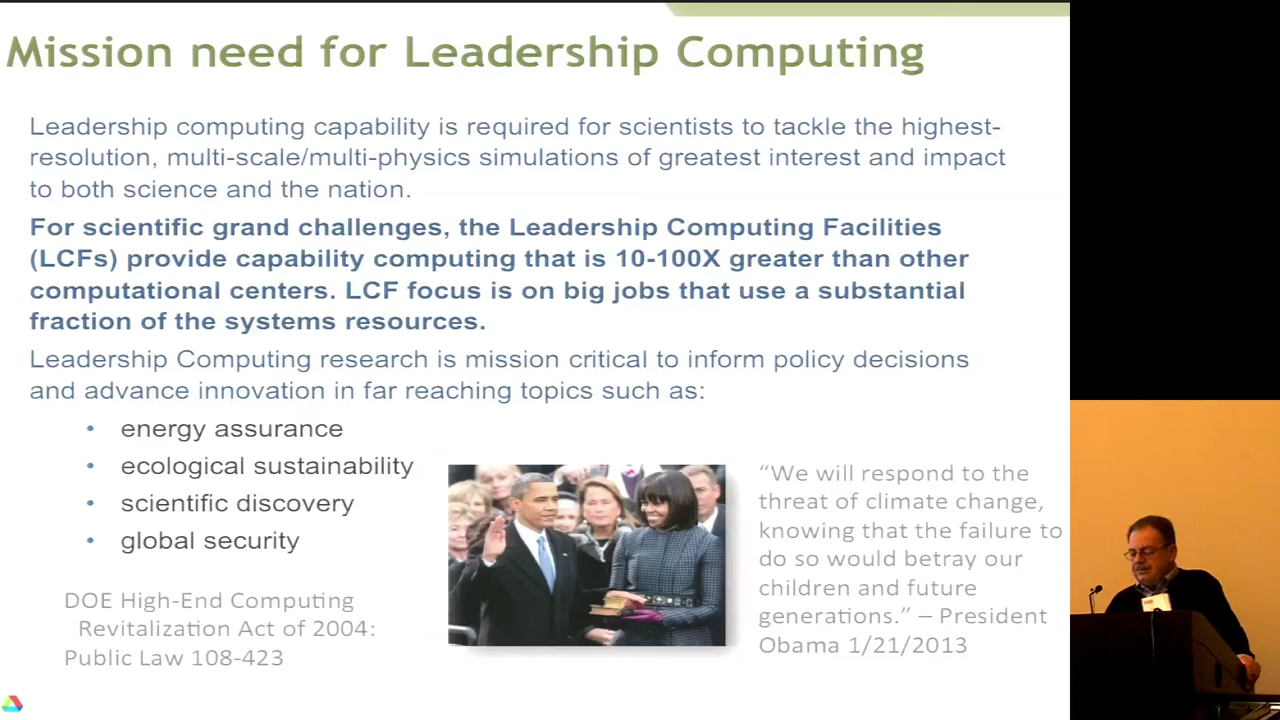 Mission need for Leadership Computing
Leadership computing capability is required for scientists to tackle the highest-
resolution, multi-scale/multi-physics simulations of greatest interest and impact
to both science and the nation.
For scientific grand challenges, the Leadership Computing Facilities
(LCFs) provide capability computing that is 10-100X greater than other
computational centers. LCF focus is on big jobs that use a substantial
fraction of the systems resources.
Leadership Computing research is mission critical to inform policy decisions
and advance innovation in far reaching topics such as:
• energy assurance
• ecological sustainability
• scientific discovery
• global security
DOE High-End Computing
Revitalization Act of 2004:
Public Law 108-423
“We will respond to the
threat of climate change,
knowing that the failure to
do so would betray our
children and future
generations.” – President
Obama 1/21/2013